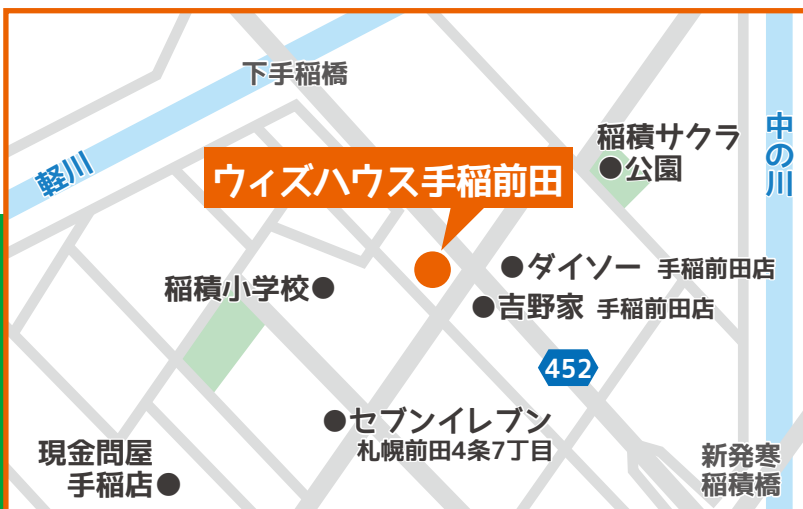 下手稲橋
中の川
稲積サクラ
●公園
軽川
ウィズハウス手稲前田
●ダイソー 手稲前田店
稲積小学校●
●吉野家 手稲前田店
452
●セブンイレブン
札幌前田4条7丁目
現金問屋
手稲店●
新発寒
稲積橋